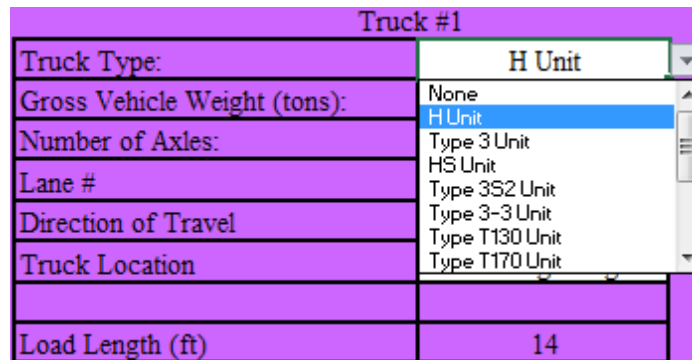 Truck #1
Truck Type: H Unit
Gross Vehicle Weight (tons):
None
H Unit
Number of Axles:
Type 3 Unit
HS Unit
Lane #
Type 3S2 Unit
Direction of Travel
Type 3-3 Unit
Type T130 Unit
Truck Location
Type T170 Unit
Load Length (ft) 14